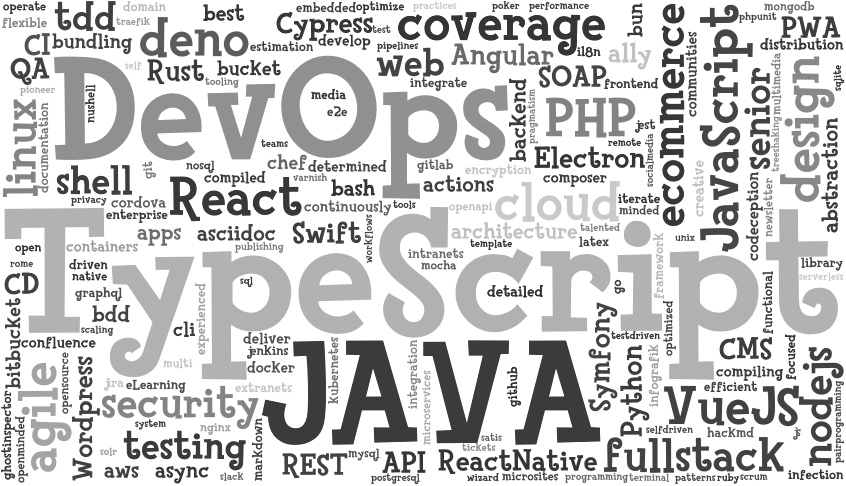 operate
tdd
domain
best
embedded
optimize
practices
poker
performance
bun
mongodb
flexible
traefik
Cypress
test
coverage
phpunit
PWA
CI
bundling
deno
estimation
develop
pipelines
il8n
ally
ecommerce
communities
JavaScript
distribution
QA
self
Rust
bucket
web
Angular
SOAP
frontend
senior
multimedia
treeshaking
design
sqlite
pioneer
tooling
integrate
DevOps
nushell
media
e2e
backend
pragmatism
PHP
jest
linux
documentation
teams
remote
socialmedia
git
nosql
chef
determined
gitlab
encryption
Electron
abstraction
shell
compiled
varnish
bash
actions
composer
creative
codeception
newsletter
privacy
cordova
React
continuously
tools
openapi
cloud
iterate
minded
enterprise
apps
asciidoc
Swift
workflows
architecture
talented
latex
unix
open
containers
publishing
intranets
template
framework
library
rome
driven
mocha
serverless
CD
native
sql
TypeScript
detailed
go
functional
graphql
experienced
bitbucket
bdd
scaling
cli
Symfony
testdriven
optimized
confluence
deliver
jenkins
CMS
focused
multi
docker
kubernetes
JAVA
integration
microservices
github
Python
infografik
compiling
nodejs
pairprogramming
ghostinspector
openminded
agile
opensource
Wordpress
jra
eLearning
extranets
efficient
security
VueJS
system
nginx
selfdriven
hackmd
js
testing
markdown
satis
tickets
fullstack
solr
aws
async
slack
REST
mysql
API
ReactNative
postgresql
wizard
microsites
programming
terminal
patterns
ruby
scrum
infection